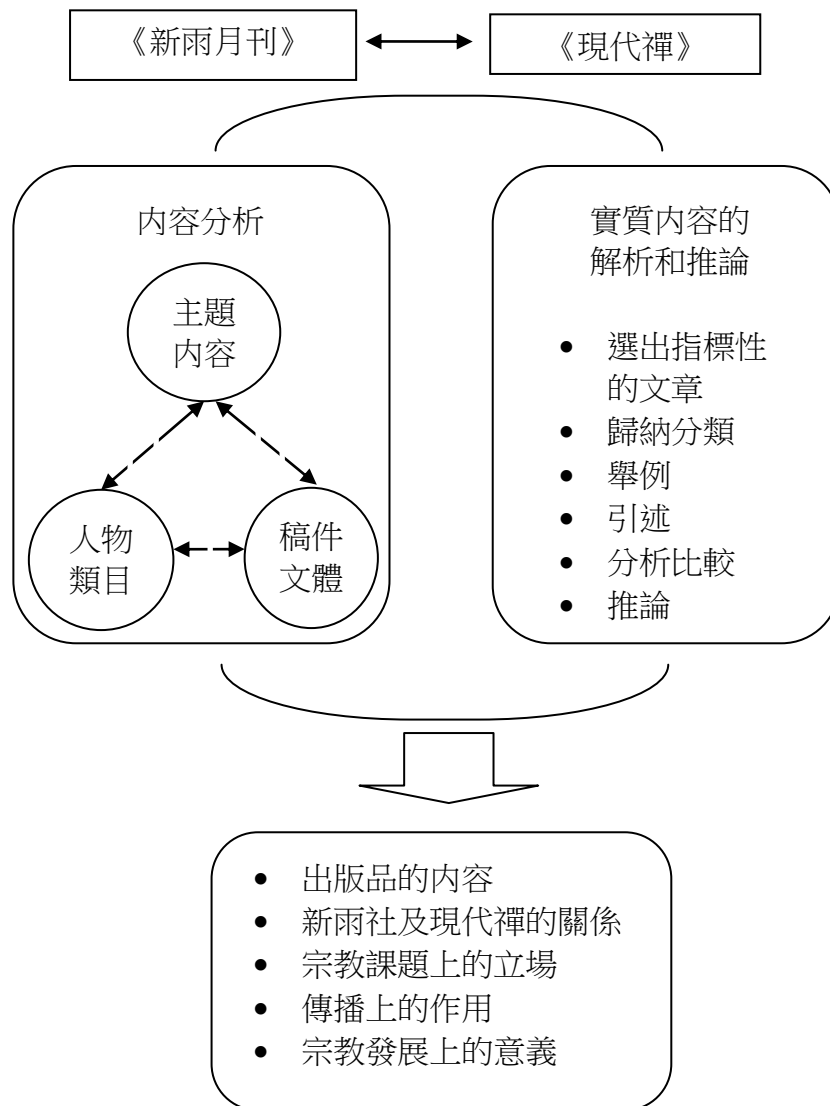 《新雨月刊》
《現代禪》
內容分析
主題
內容
人物
類目
稿件
文體
實質內容的
解析和推論
• 選出指標性
的文章
• 歸納分類
• 舉例
• 引述
• 分析比較
• 推論
• 出版品的內容
• 新雨社及現代禪的關係
• 宗教課題上的立場
• 傳播上的作用
• 宗教發展上的意義